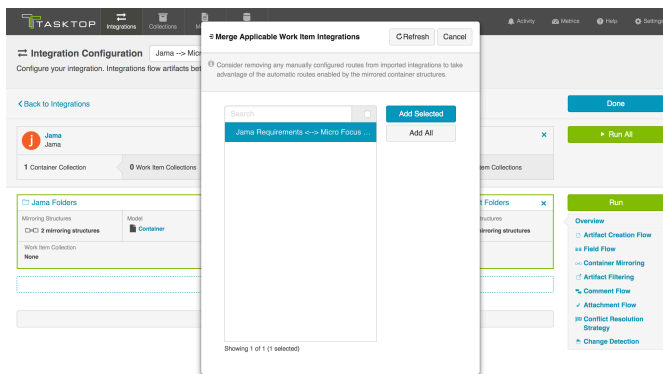 TASKTOP
Integrations
Collections
Activity
Metrics
Help
Settings
Integration Configuration
Jama --> Micr
Configure your integration. Integrations flow artifacts bet
Merge Applicable Work Item Integrations
Refresh
Cancel
Consider removing any manually configured routes from imported integrations to take
advantage of the automatic routes enabled by the mirrored container structures.
Search
Add Selected
Jama Requirements <--> Micro Focus ...
Add All
Showing 1 of 1 (1 selected)
Back to Integrations
Done
Jama
Jama
Run All
1 Container Collection
0 Work Item Collections
tem Collections
Jama Folders
t Folders
Run
Mirroring Structures
2 mirroring structures
Model
Container
tructures
irroring structures
Work Item Collection
None
Overview
Artifact Creation Flow
Field Flow
Container Mirroring
Artifact Filtering
Comment Flow
Attachment Flow
Conflict Resolution
Strategy
Change Detection